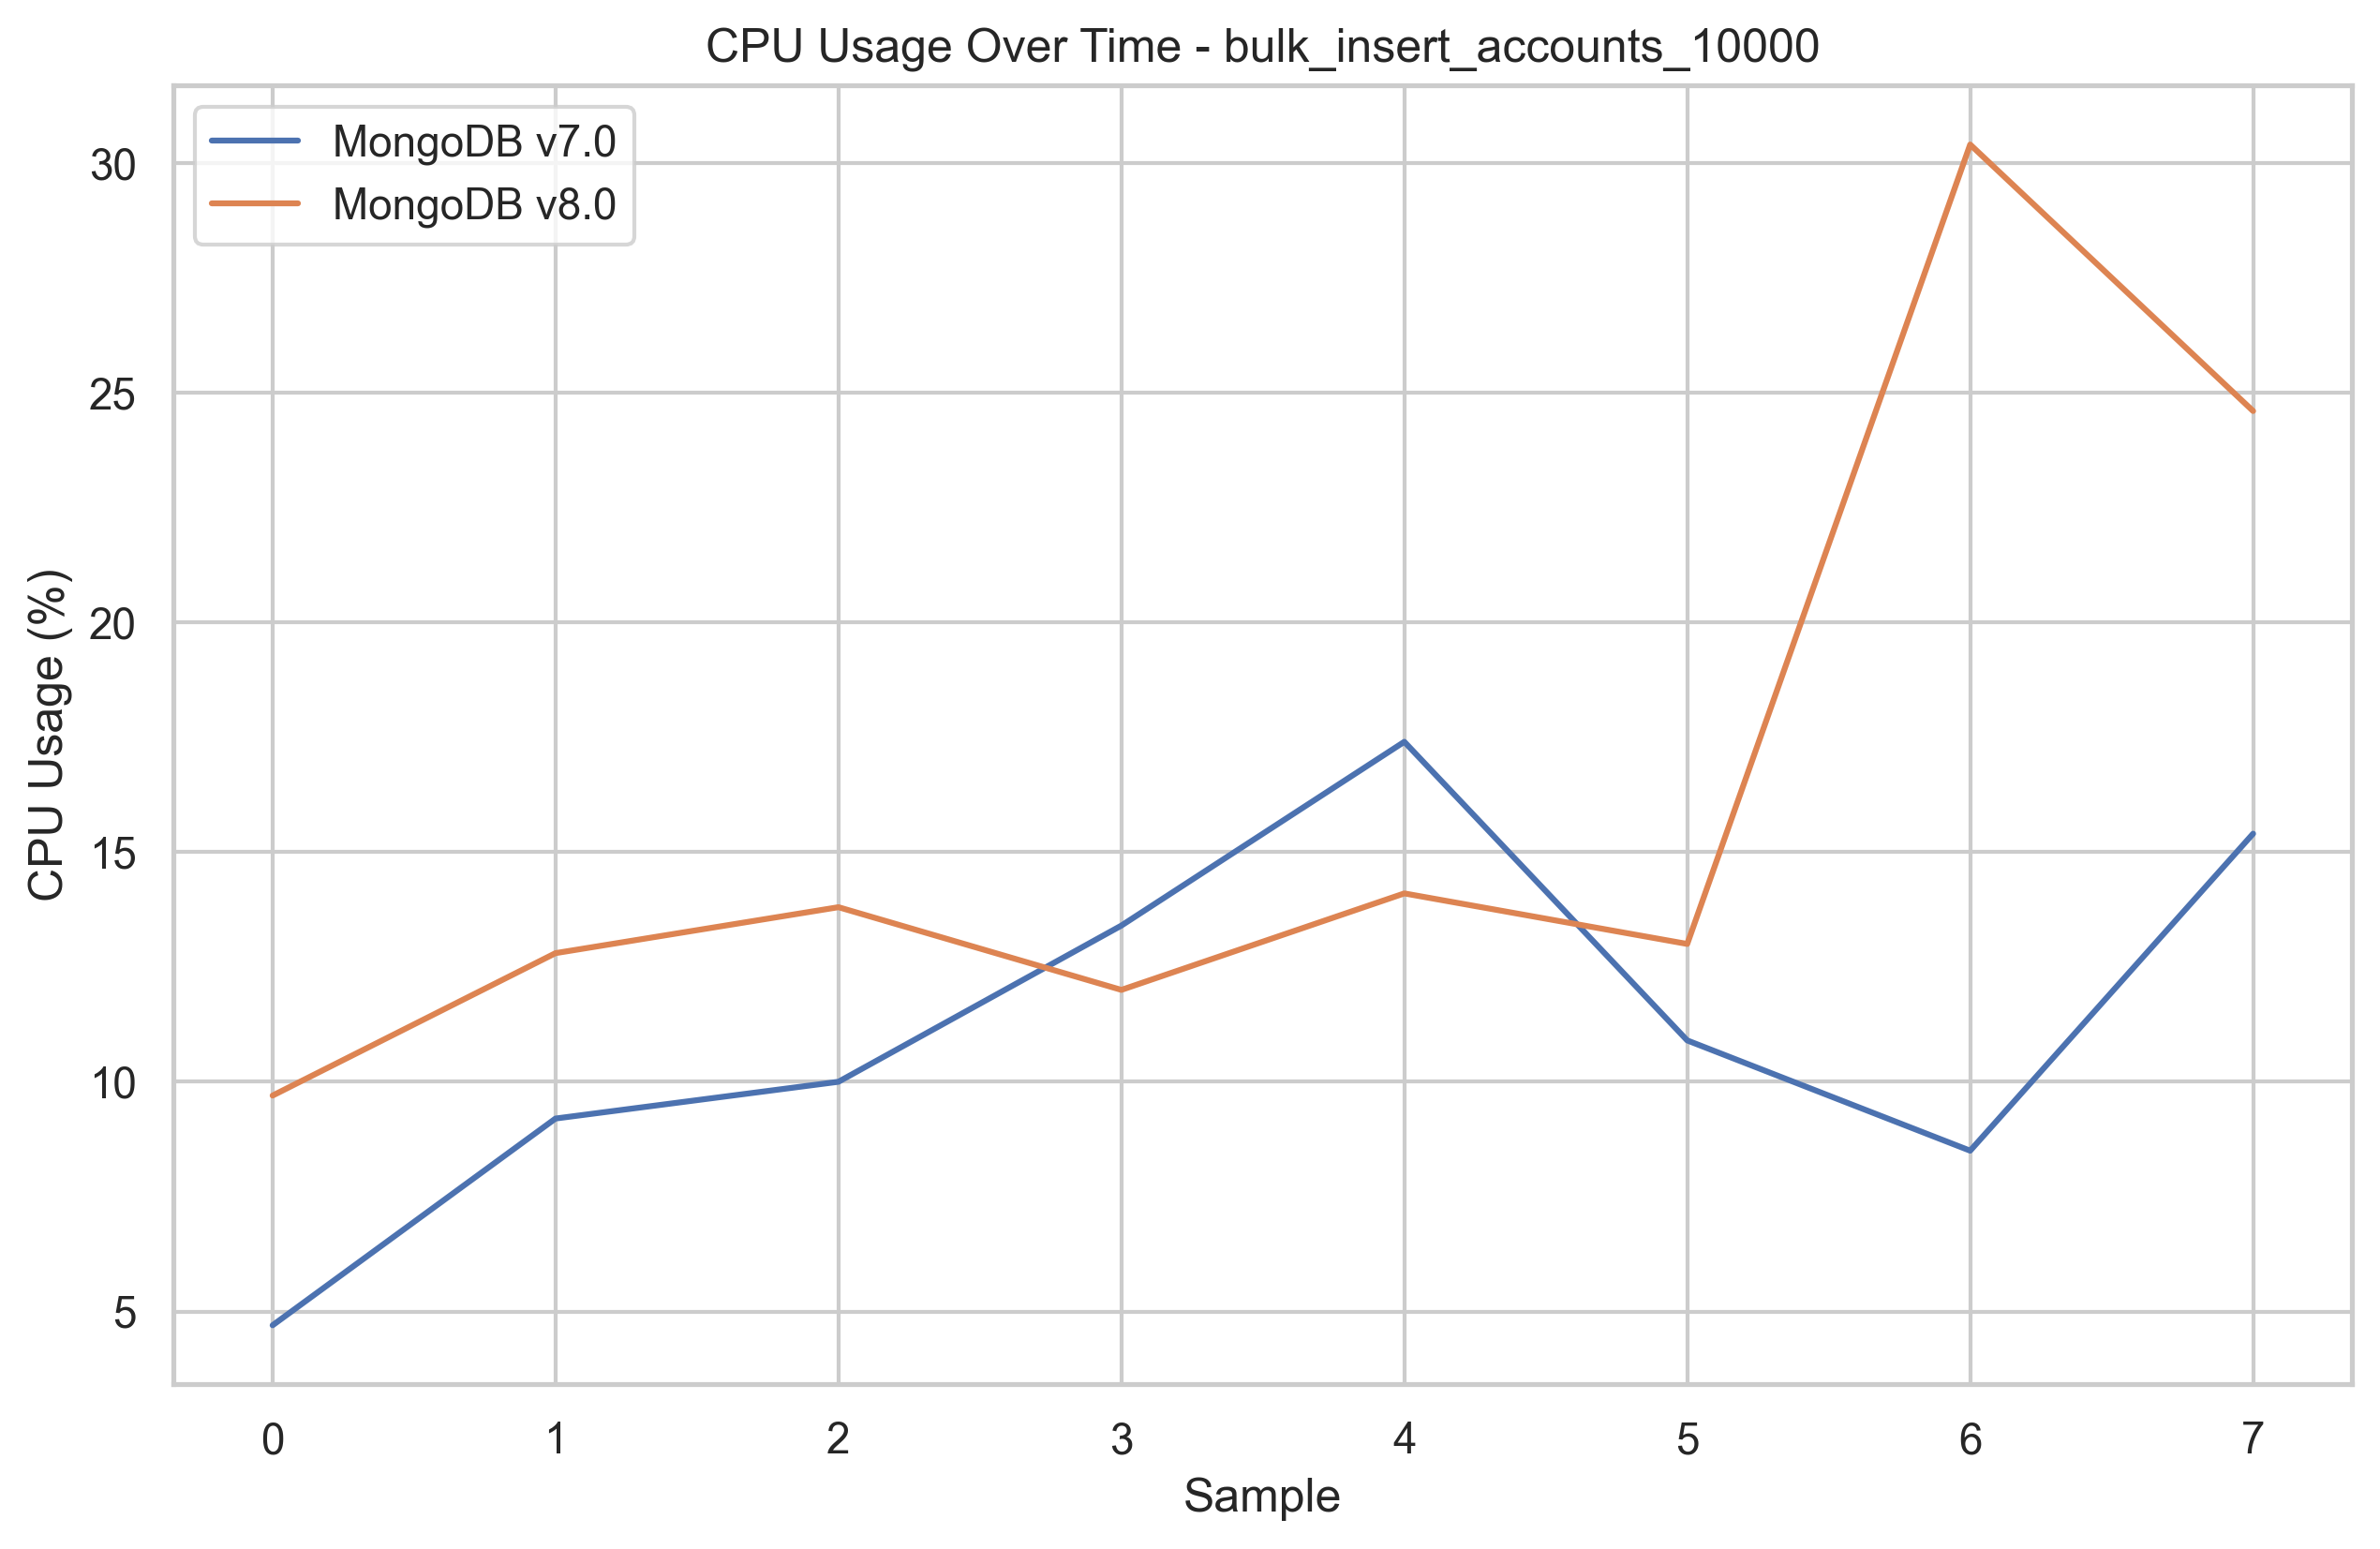 CPU Usage Over Time - bulk_insert_accounts_10000
MongoDB v7.0
MongoDB v8.0
CPU Usage (%)
30
25
20
15
10
5
0 1 2 3 4 5 6 7
Sample